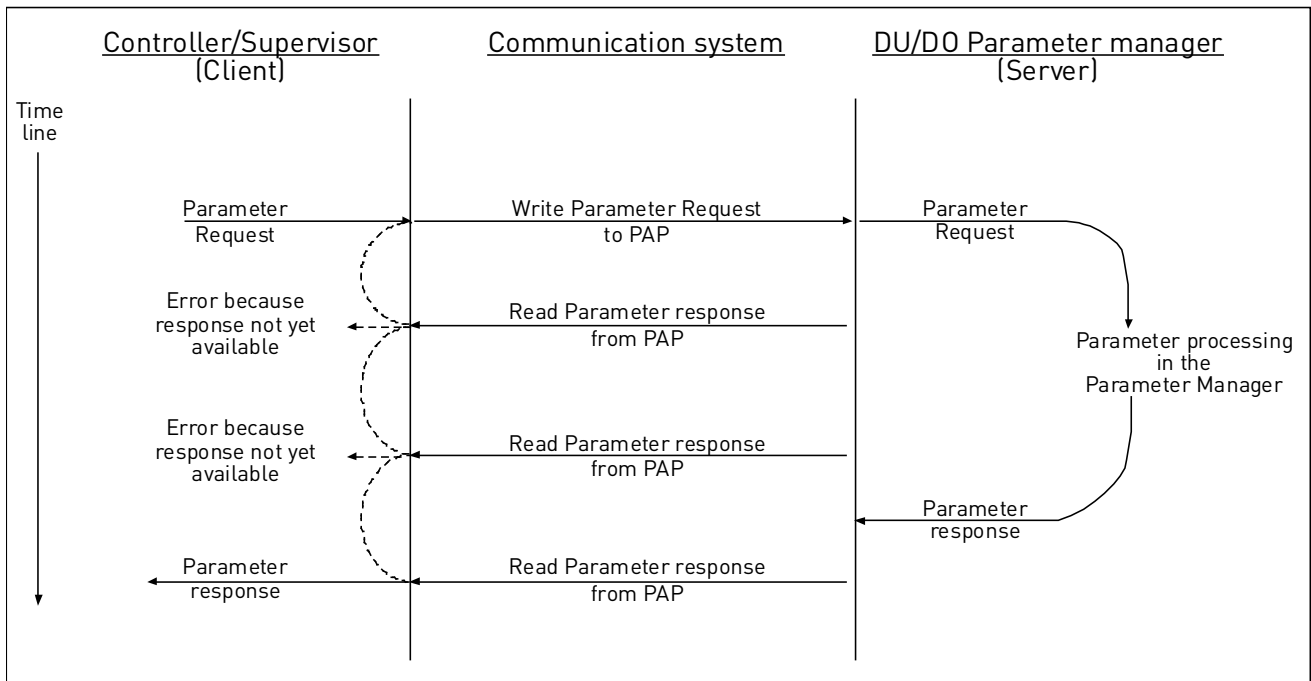 Controller/Supervisor
(Client)
Communication system
DU/DO Parameter manager
(Server)
Time
line
Parameter
Request
Write Parameter Request
to PAP
Parameter
Request
Error because
response not yet
available
Read Parameter response
from PAP
Parameter processing
in the
Parameter Manager
Error because
response not yet
available
Read Parameter response
from PAP
Parameter
response
Parameter
response
Read Parameter response
from PAP